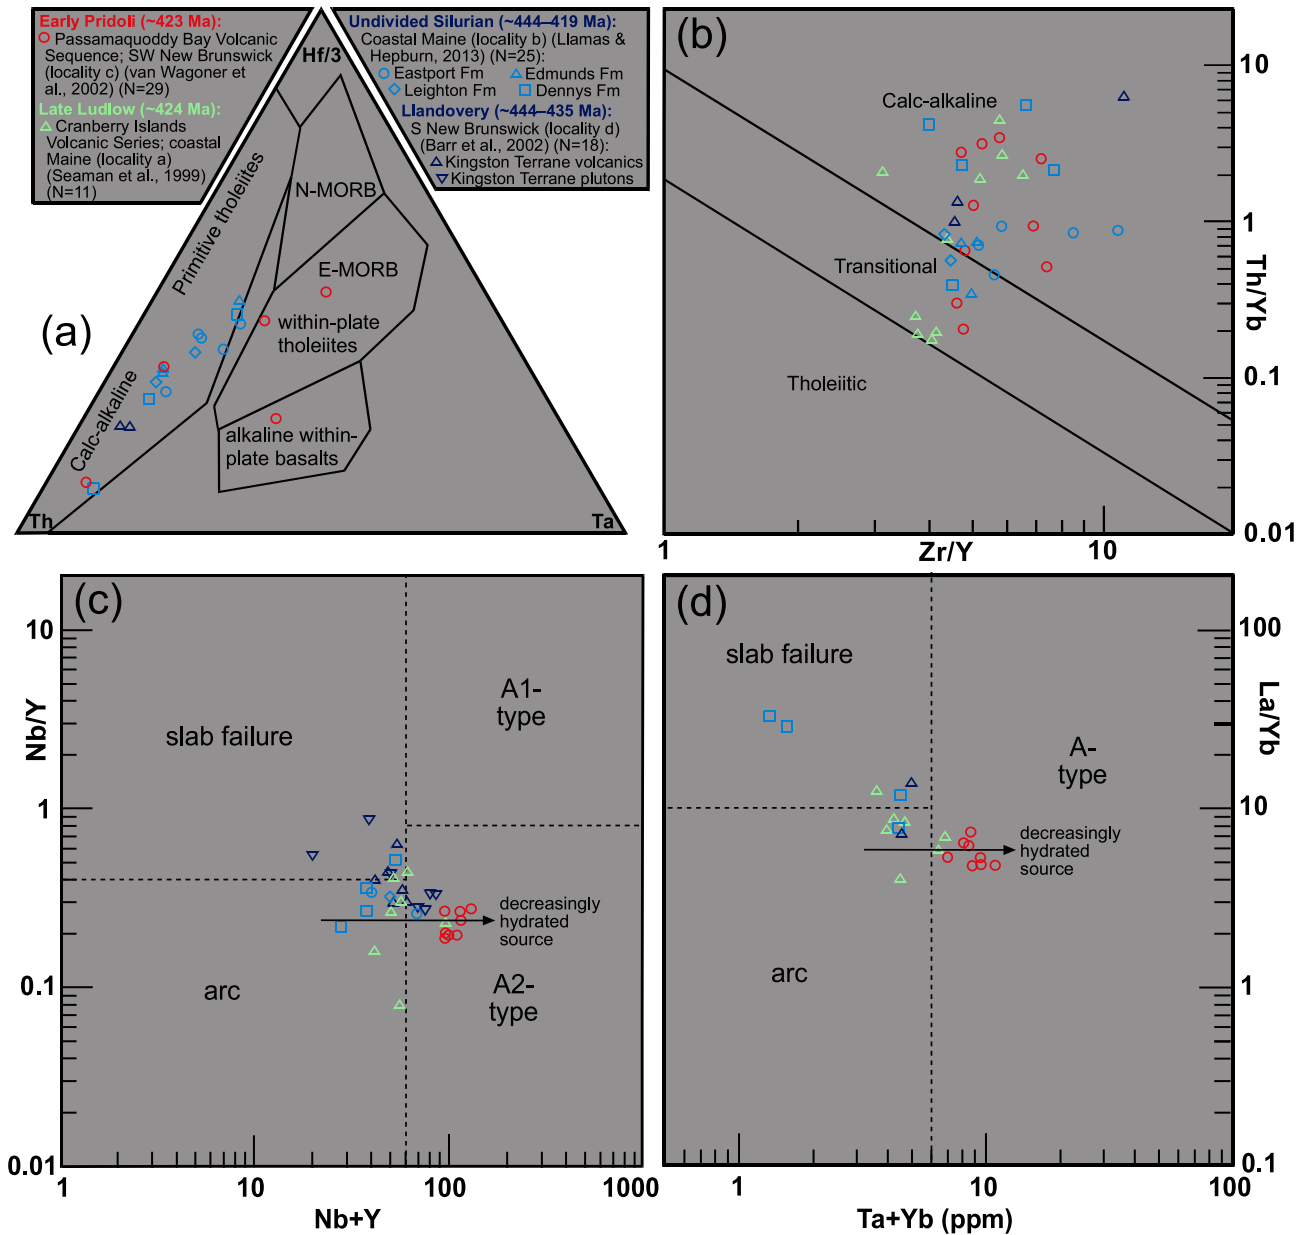 Early Pridoli (~423 Ma):
Passamaquoddy Bay Volcanic
Sequence; SW New Brunswick
(locality c) (van Wagoner et
al., 2002) (N=29)
Late Ludlow (~424 Ma):
Cranberry Islands
Volcanic Series; coastal
Maine (locality a)
(Seaman et al., 1999)
(N=11)
Undivided Silurian (~444–419 Ma):
Coastal Maine (locality b) (Llamas &
Hepburn, 2013) (N=25):
Eastport Fm
Edmunds Fm
Leighton Fm
Dennys Fm
Llandovery (~444–435 Ma):
S New Brunswick (locality d)
(Barr et al., 2002) (N=18):
Kingston Terrane volcanics
Kingston Terrane plutons
(a)
Hf/3
Primitive tholeiites
N-MORB
E-MORB
within-plate
tholeiites
Calc-alkaline
alkaline within-
plate basalts
Th
Ta
(b)
Calc-alkaline
Transitional
Tholeiitic
10
1
0.1
0.01
Th/Yb
1
10
Zr/Y
(c)
10
1
0.1
0.01
Nb/Y
slab failure
A1-
type
decreasingly
hydrated
source
arc
A2-
type
1
10
100
1000
Nb+Y
(d)
slab failure
A-
type
decreasingly
hydrated
source
arc
100
10
1
0.1
La/Yb
1
10
100
Ta+Yb (ppm)